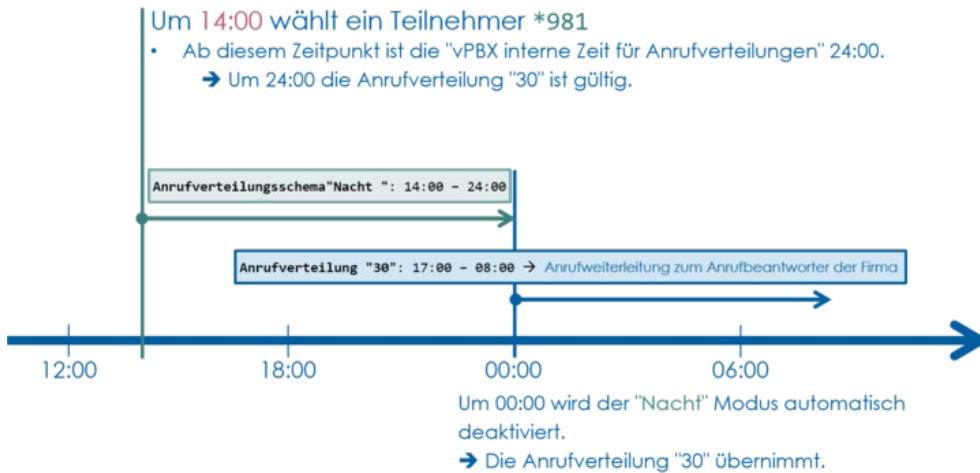 Um 14:00 wählt ein Teilnehmer *981
• Ab diesem Zeitpunkt ist die "vPBX interne Zeit für Anrufverteilungen" 24:00.
➔ Um 24:00 die Anrufverteilung "30" ist gültig.
Anrufverteilungsschema"Nacht ": 14:00 – 24:00
Anrufverteilung "30": 17:00 – 08:00 → Anrufweiterleitung zum Anrufbeantworter der Firma
12:00 18:00 00:00 06:00
Um 00:00 wird der "Nacht" Modus automatisch
deaktiviert.
➔ Die Anrufverteilung "30" übernimmt.